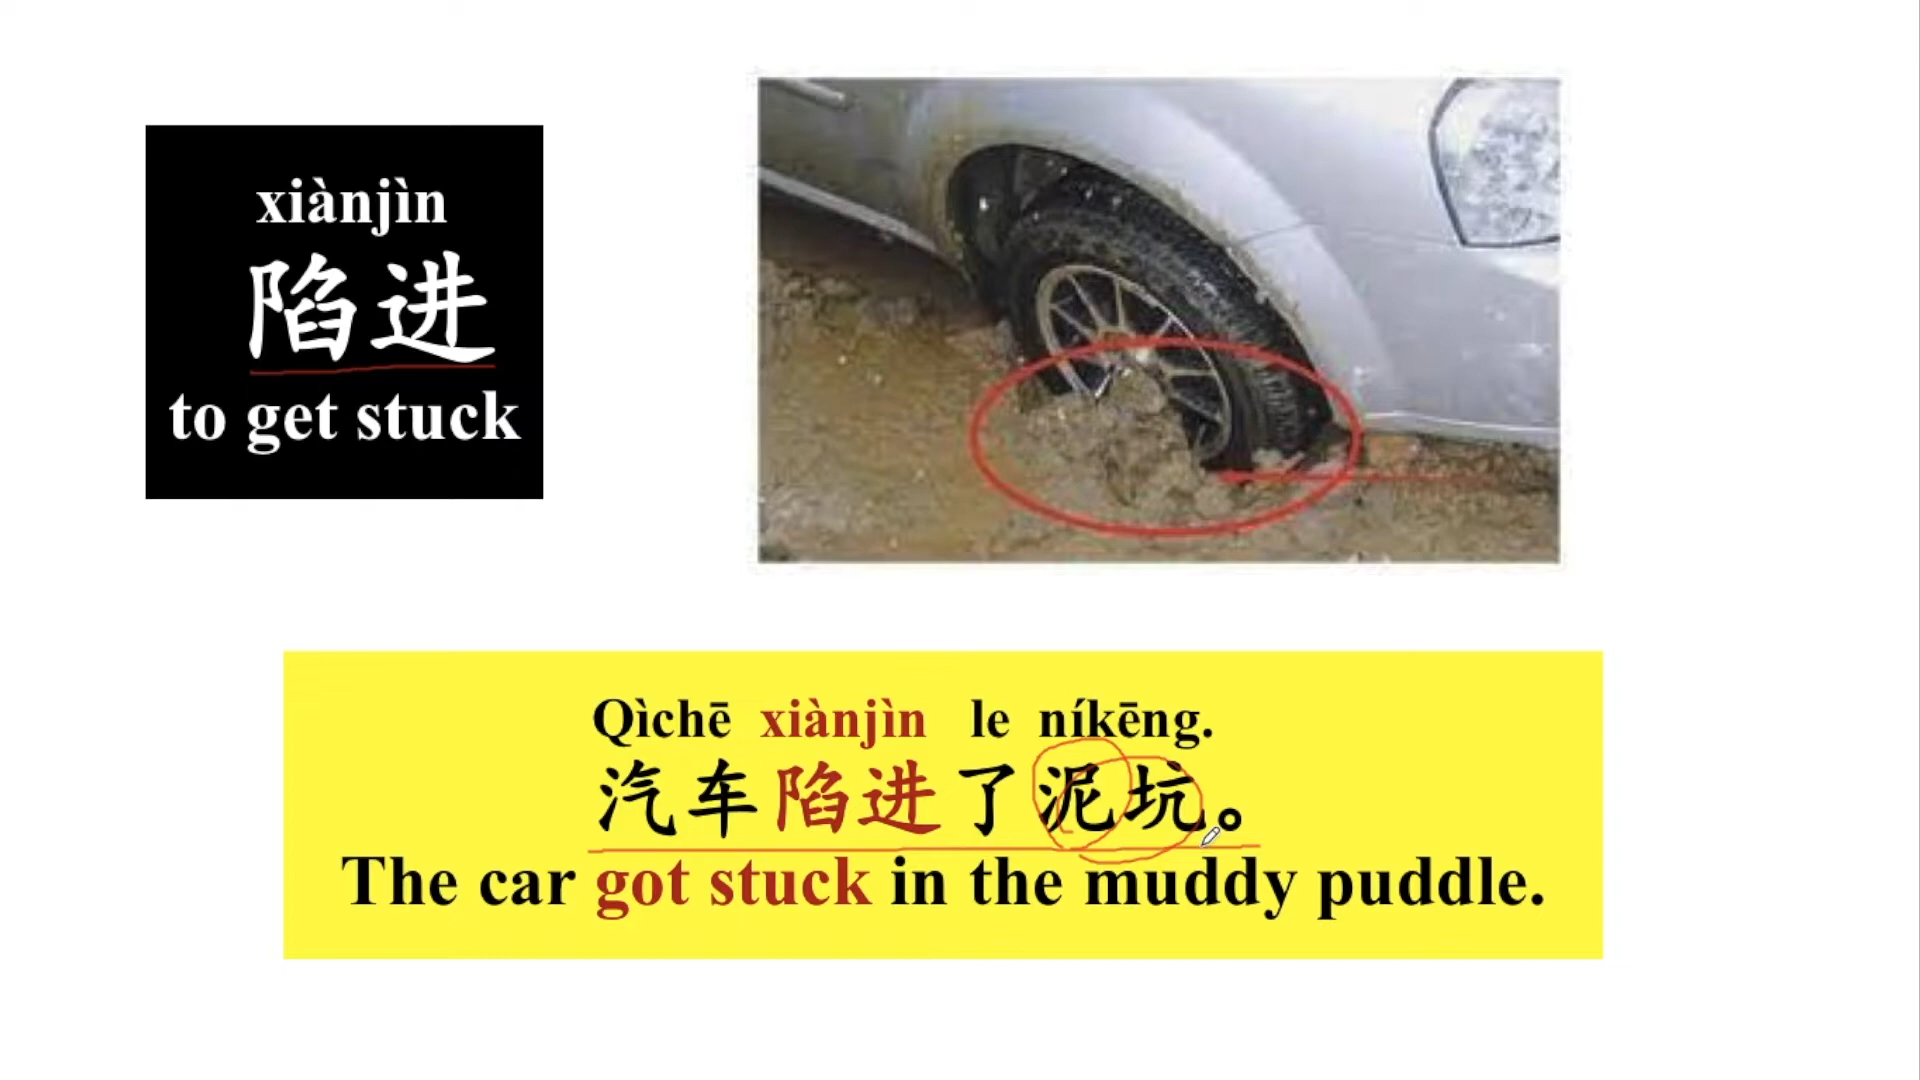 xiànjìn
陷进
to get stuck
Qìchē xiànjìn le níkēng.
汽车陷进了泥坑。
The car got stuck in the muddy puddle.